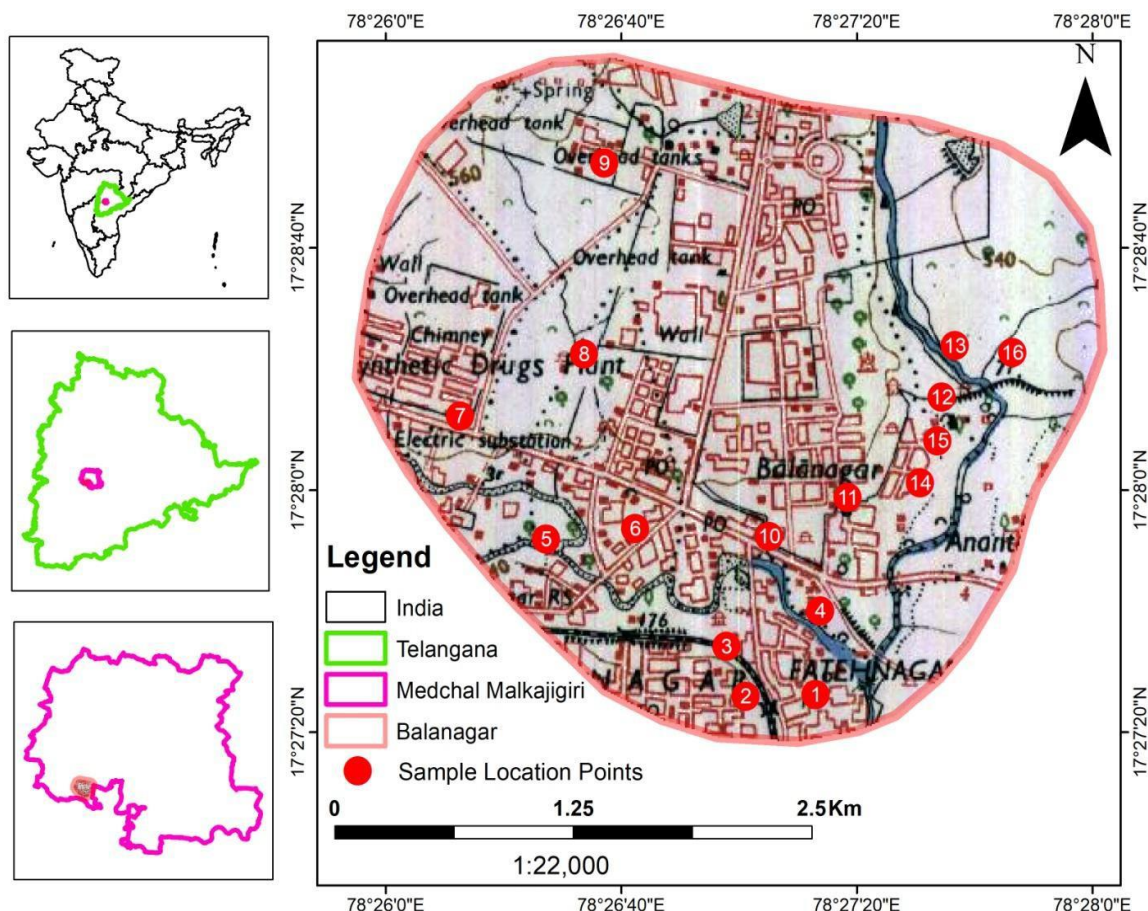 78°26'0"E
78°26'40"E
78°27'20"E
78°28'0"E
N
17°28'40"N
17°28'0"N
17°27'20"N
17°28'40"N
17°28'0"N
17°27'20"N
+Spring
overhead tank
Overhead tanks
9
560
PO
Wall
Overhead tank
540
Overhead tank
Chimney
Wall
13
16
8
ynthetic Drugs Plant
12
7
15
Electric substation
PO
Bālānagar
3r
14
11
PO
5
6
10
Anant
40
ar RS
4
176
3
FATEHNAGA
N A G A R
2
1
Legend
India
Telangana
Medchal Malkajigiri
Balanagar
Sample Location Points
0 1.25 2.5Km
1:22,000
78°26'0"E
78°26'40"E
78°27'20"E
78°28'0"E